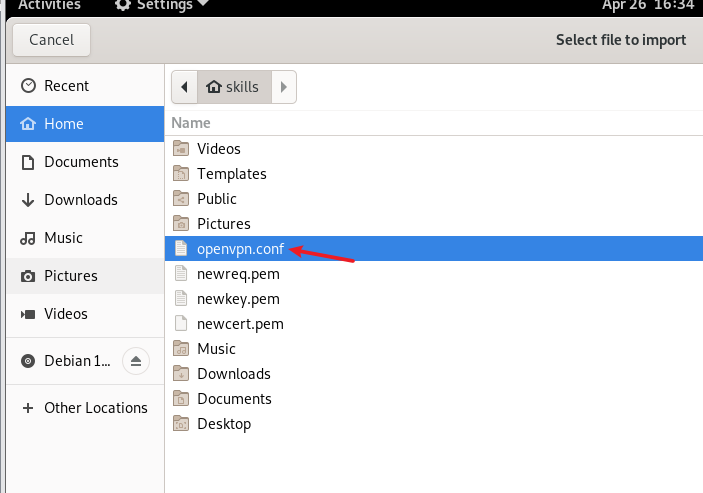 Activities Settings Apr 26 16:34
Cancel Select file to import
Recent
Home
Documents
Downloads
Music
Pictures
Videos
Debian 1...
Other Locations
skills
Name
Videos
Templates
Public
Pictures
openvpn.conf
newreq.pem
newkey.pem
newcert.pem
Music
Downloads
Documents
Desktop